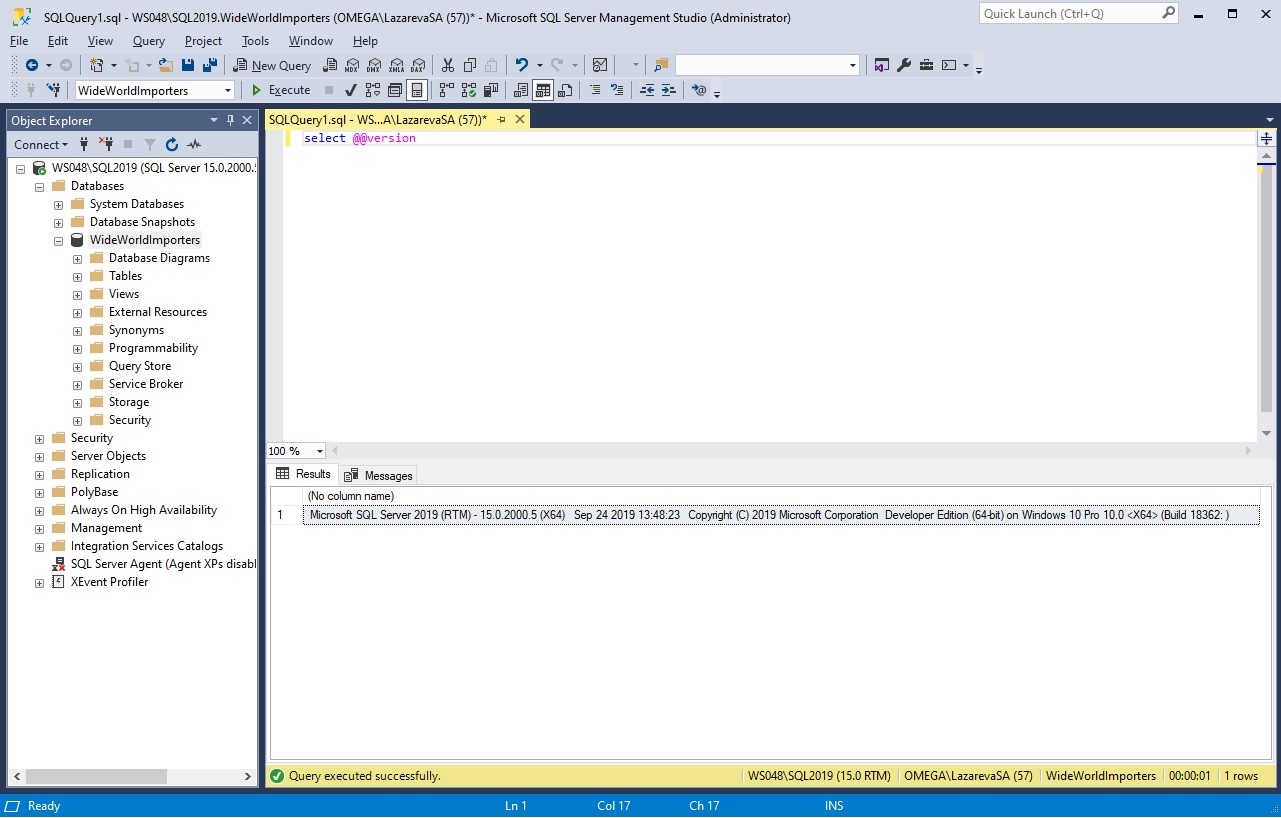 SQLQuery1.sql - WS048\SQL2019.WideWorldImporters (OMEGA\LazarevaSA (57))* - Microsoft SQL Server Management Studio (Administrator)
Quick Launch (Ctrl+Q)
File Edit View Query Project Tools Window Help
New Query MDX DMX XMLA DAX
WideWorldImporters Execute
Object Explorer
SQLQuery1.sql - WS...A\LazarevaSA (57))*
Connect
select @@version
WS048\SQL2019 (SQL Server 15.0.2000.
Databases
System Databases
Database Snapshots
WideWorldImporters
Database Diagrams
Tables
Views
External Resources
Synonyms
Programmability
Query Store
Service Broker
Storage
Security
Security
Server Objects
Replication
PolyBase
Always On High Availability
Management
Integration Services Catalogs
SQL Server Agent (Agent XPs disabl
XEvent Profiler
100 %
Results Messages
(No column name)
1 Microsoft SQL Server 2019 (RTM) - 15.0.2000.5 (X64) Sep 24 2019 13:48:23 Copyright (C) 2019 Microsoft Corporation Developer Edition (64-bit) on Windows 10 Pro 10.0 <X64> (Build 18362: )
Query executed successfully. WS048\SQL2019 (15.0 RTM) OMEGA\LazarevaSA (57) WideWorldImporters 00:00:01 1 rows
Ready Ln 1 Col 17 Ch 17 INS